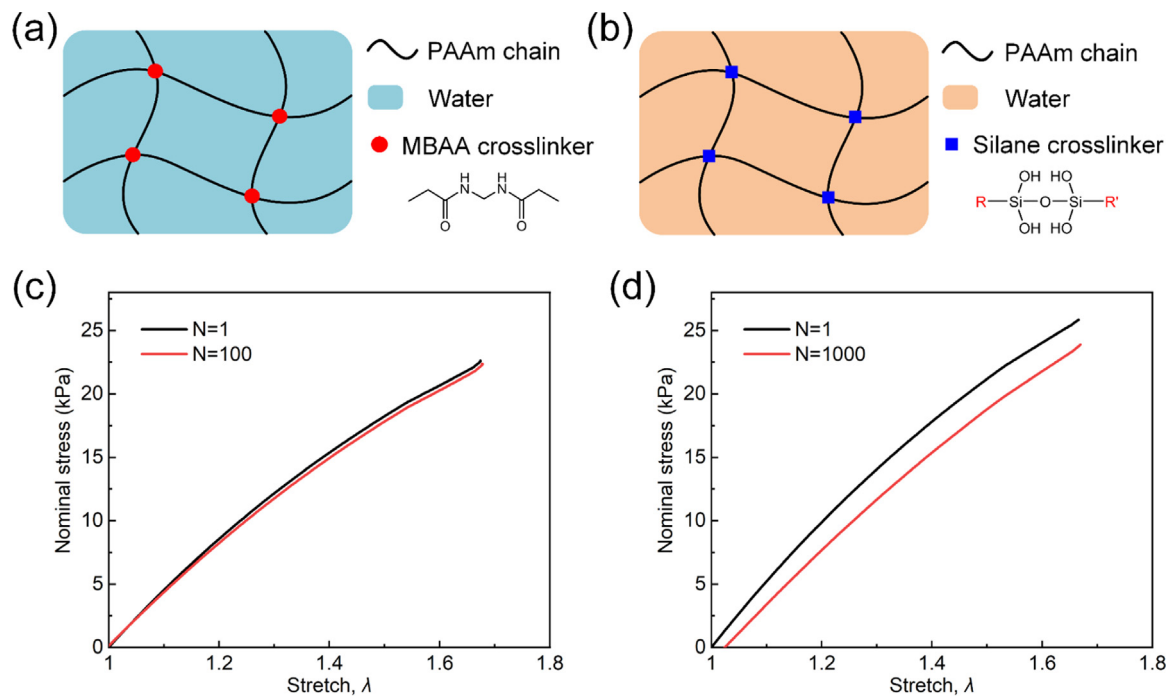 (a)
PAAm chain
Water
MBAA crosslinker
H
N
H
N
O
O
(b)
PAAm chain
Water
Silane crosslinker
OH HO
R Si O Si R'
OH HO
(c)
N=1
N=100
Nominal stress (kPa)
25
20
15
10
5
0
1 1.2 1.4 1.6 1.8
Stretch, λ
(d)
N=1
N=1000
Nominal stress (kPa)
25
20
15
10
5
0
1 1.2 1.4 1.6 1.8
Stretch, λ